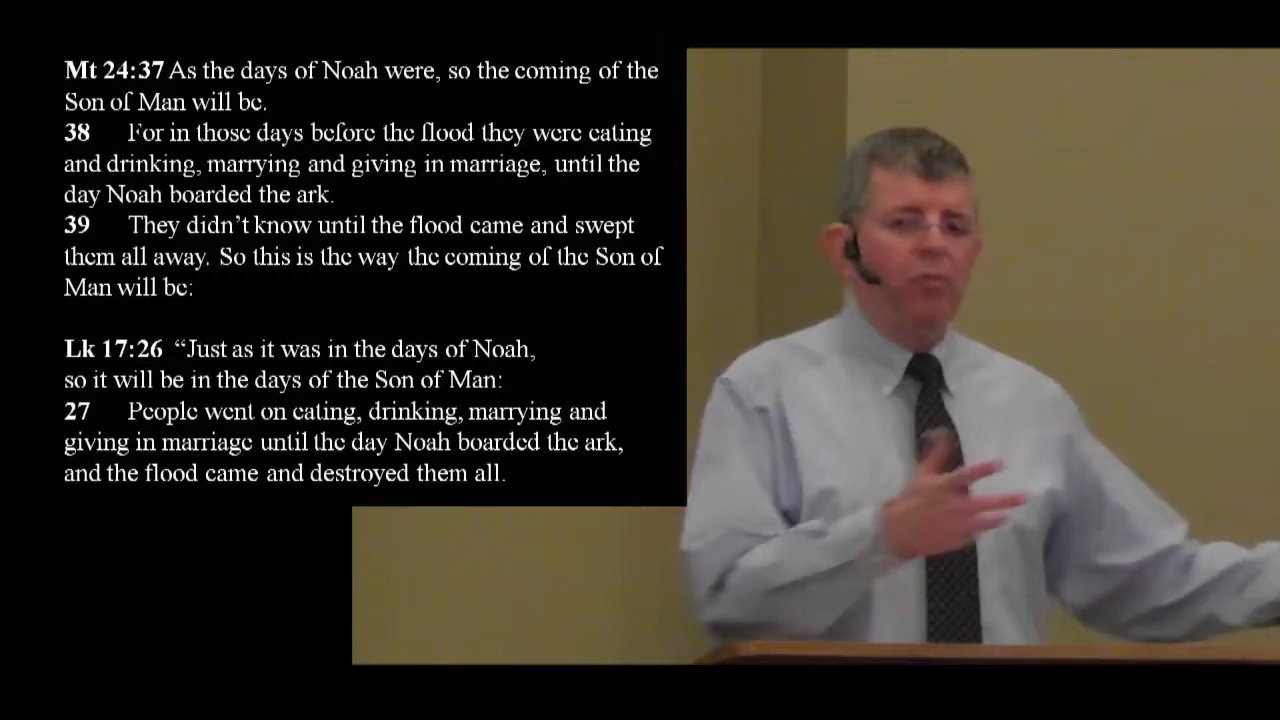 Mt 24:37 As the days of Noah were, so the coming of the
Son of Man will be.
38 For in those days before the flood they were eating
and drinking, marrying and giving in marriage, until the
day Noah boarded the ark.
39 They didn’t know until the flood came and swept
them all away. So this is the way the coming of the Son of
Man will be:
Lk 17:26 “Just as it was in the days of Noah,
so it will be in the days of the Son of Man:
27 People went on eating, drinking, marrying and
giving in marriage until the day Noah boarded the ark,
and the flood came and destroyed them all.